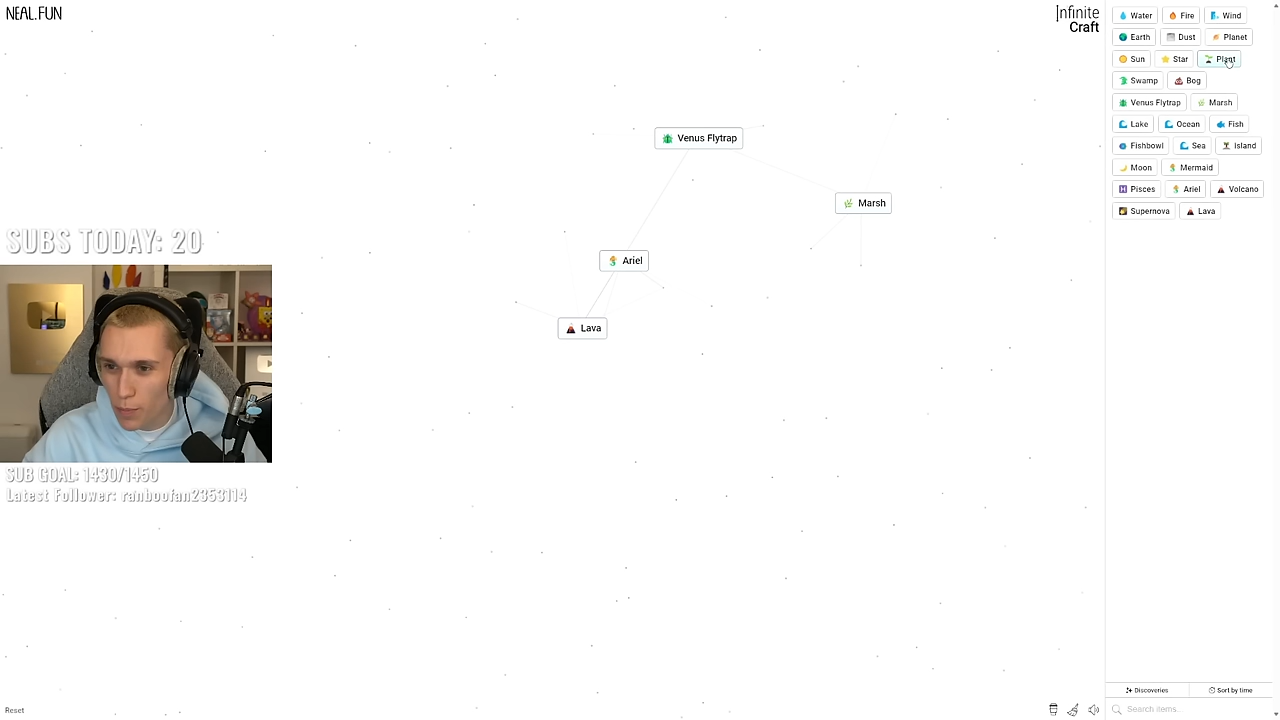 NEAL.FUN
Infinite
Craft
Water Fire Wind
Earth Dust Planet
Sun Star Plant
Swamp Bog
Venus Flytrap Marsh
Lake Ocean Fish
Fishbowl Sea Island
Moon Mermaid
Pisces Ariel Volcano
Supernova Lava
Venus Flytrap
Marsh
Ariel
Lava
SUBS TODAY: 20
SUB GOAL: 1430/1450
Latest Follower: ranboofan2353114
Reset
Discoveries Sort by time
Search items...